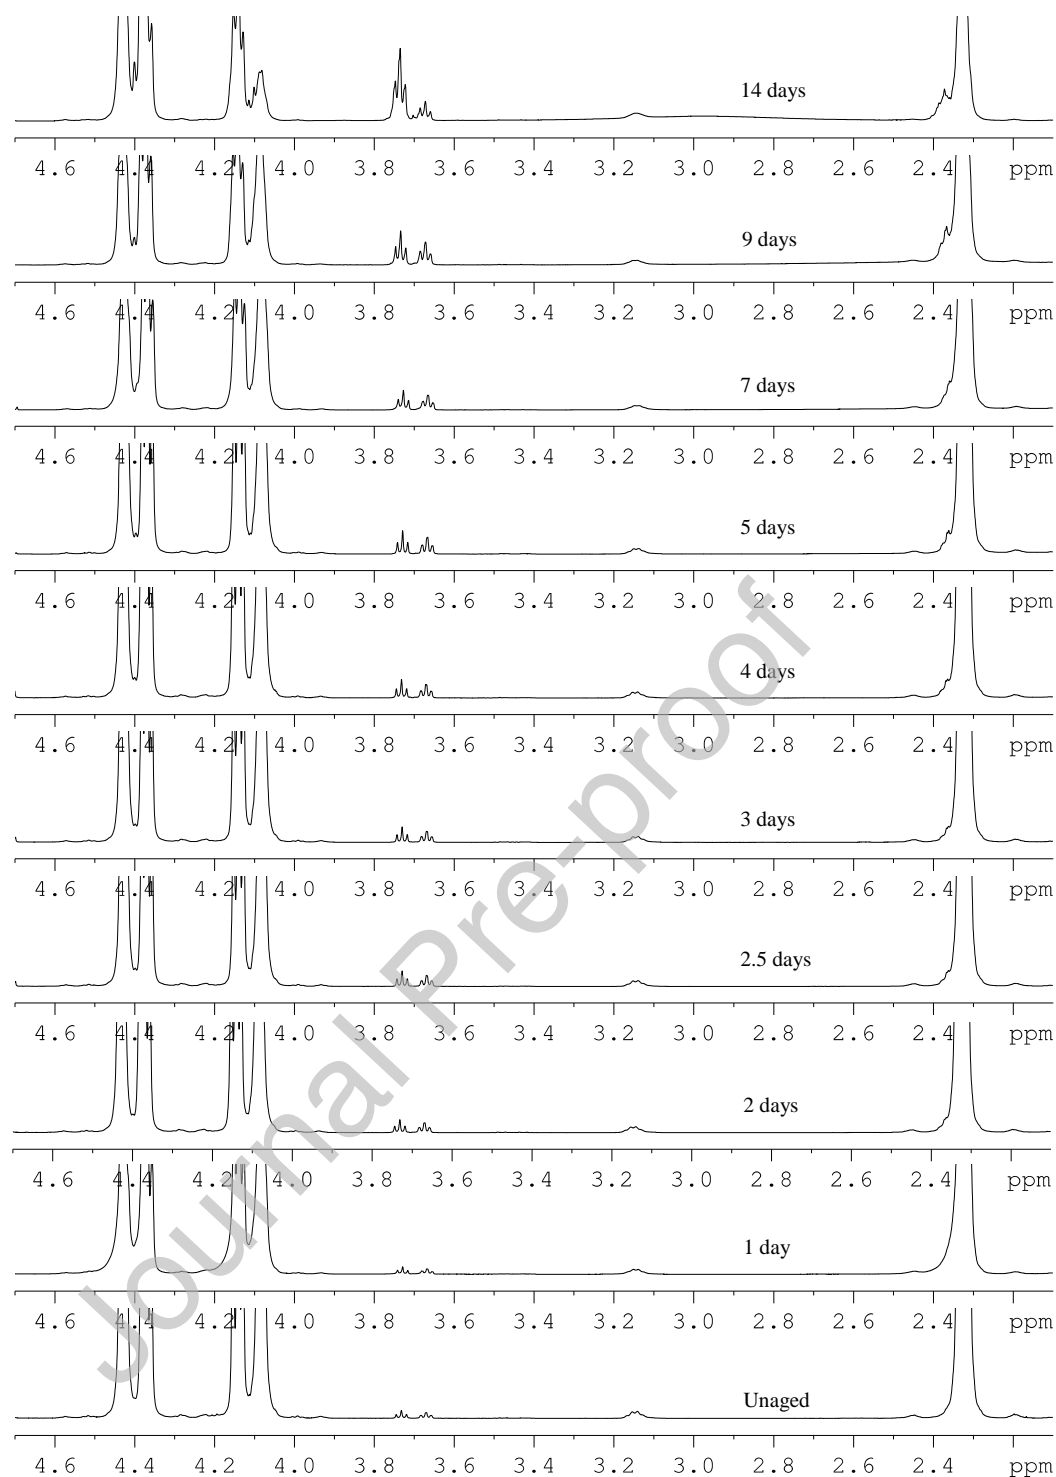 14 days
4.6 4.4 4.2 4.0 3.8 3.6 3.4 3.2 3.0 2.8 2.6 2.4 ppm
9 days
4.6 4.4 4.2 4.0 3.8 3.6 3.4 3.2 3.0 2.8 2.6 2.4 ppm
7 days
4.6 4.4 4.2 4.0 3.8 3.6 3.4 3.2 3.0 2.8 2.6 2.4 ppm
5 days
4.6 4.4 4.2 4.0 3.8 3.6 3.4 3.2 3.0 2.8 2.6 2.4 ppm
4 days
4.6 4.4 4.2 4.0 3.8 3.6 3.4 3.2 3.0 2.8 2.6 2.4 ppm
3 days
4.6 4.4 4.2 4.0 3.8 3.6 3.4 3.2 3.0 2.8 2.6 2.4 ppm
2.5 days
4.6 4.4 4.2 4.0 3.8 3.6 3.4 3.2 3.0 2.8 2.6 2.4 ppm
2 days
4.6 4.4 4.2 4.0 3.8 3.6 3.4 3.2 3.0 2.8 2.6 2.4 ppm
1 day
4.6 4.4 4.2 4.0 3.8 3.6 3.4 3.2 3.0 2.8 2.6 2.4 ppm
Unaged
4.6 4.4 4.2 4.0 3.8 3.6 3.4 3.2 3.0 2.8 2.6 2.4 ppm
Journal Pre-proof